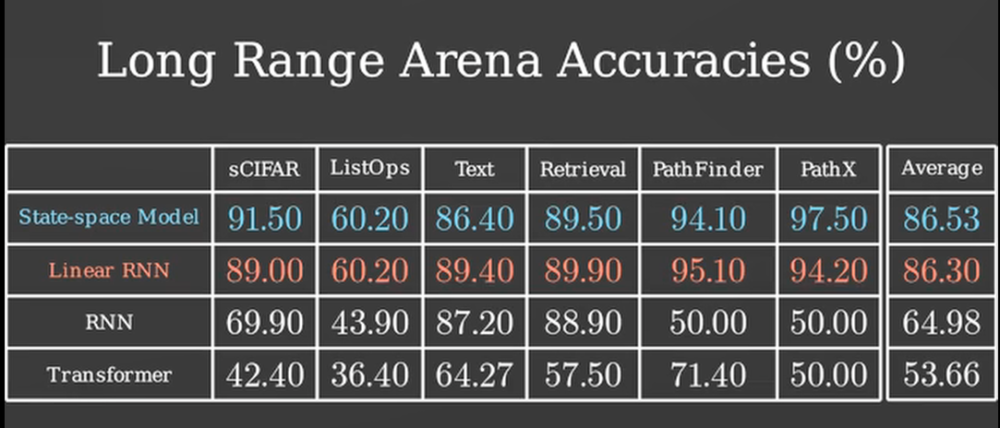 Long Range Arena Accuracies (%)
sCIFAR ListOps Text Retrieval PathFinder PathX Average
State-space Model 91.50 60.20 86.40 89.50 94.10 97.50 86.53
Linear RNN 89.00 60.20 89.40 89.90 95.10 94.20 86.30
RNN 69.90 43.90 87.20 88.90 50.00 50.00 64.98
Transformer 42.40 36.40 64.27 57.50 71.40 50.00 53.66